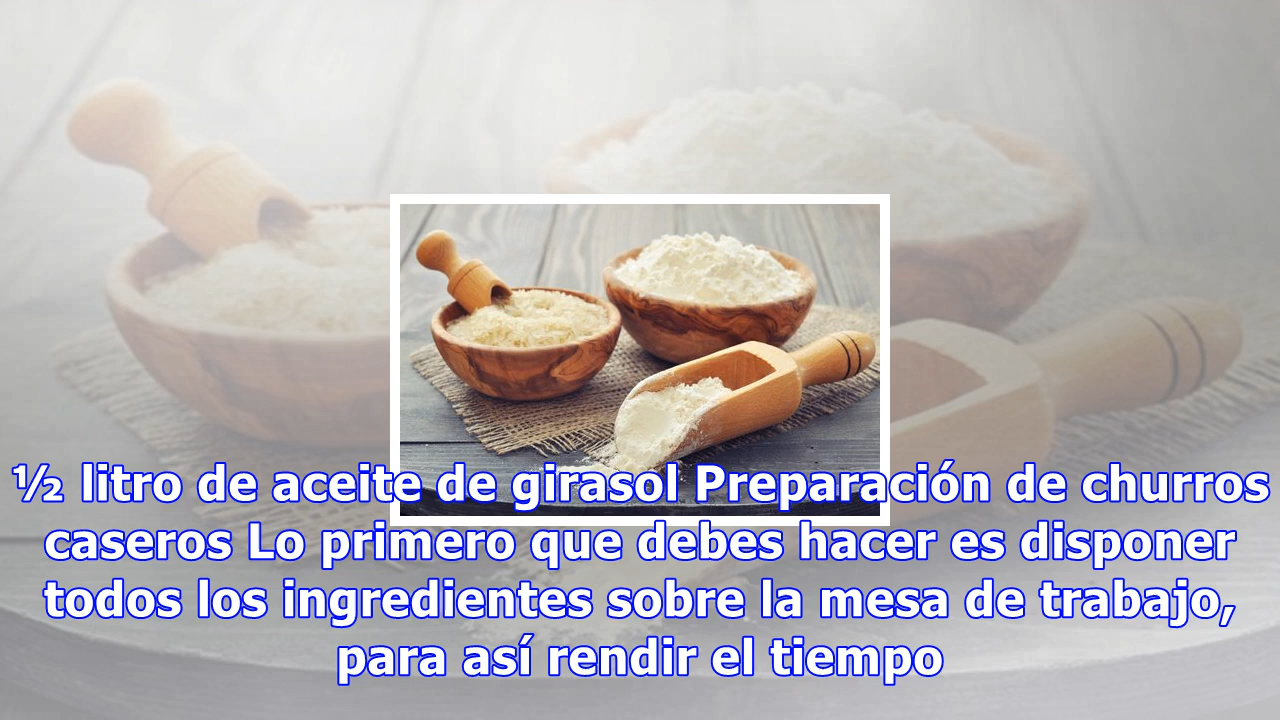 ½ litro de aceite de girasol Preparación de churros
caseros Lo primero que debes hacer es disponer
todos los ingredientes sobre la mesa de trabajo,
para así rendir el tiempo